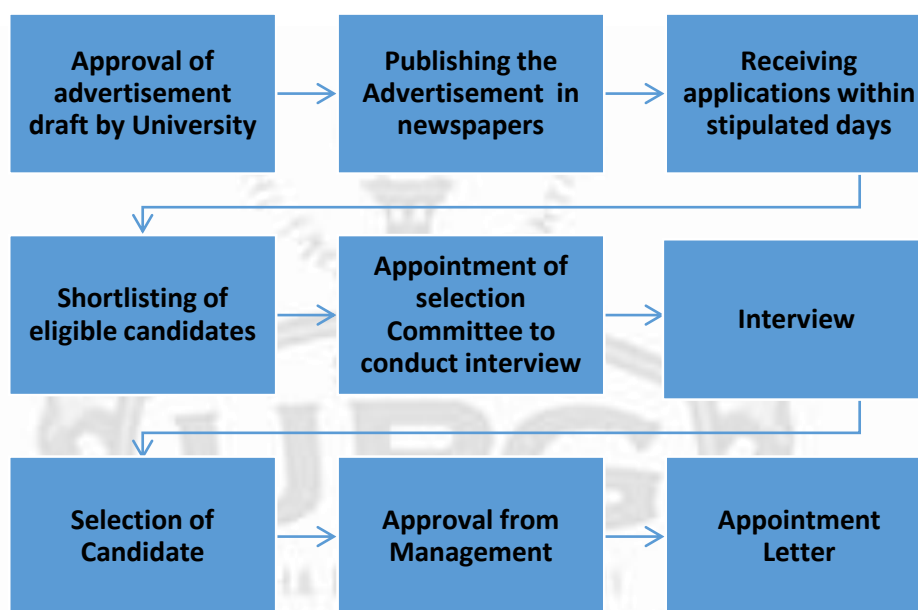 Approval of
advertisement
draft by University
Publishing the
Advertisement in
newspapers
Receiving
applications within
stipulated days
Shortlisting of
eligible candidates
Appointment of
selection
Committee to
conduct interview
Interview
Selection of
Candidate
Approval from
Management
Appointment
Letter